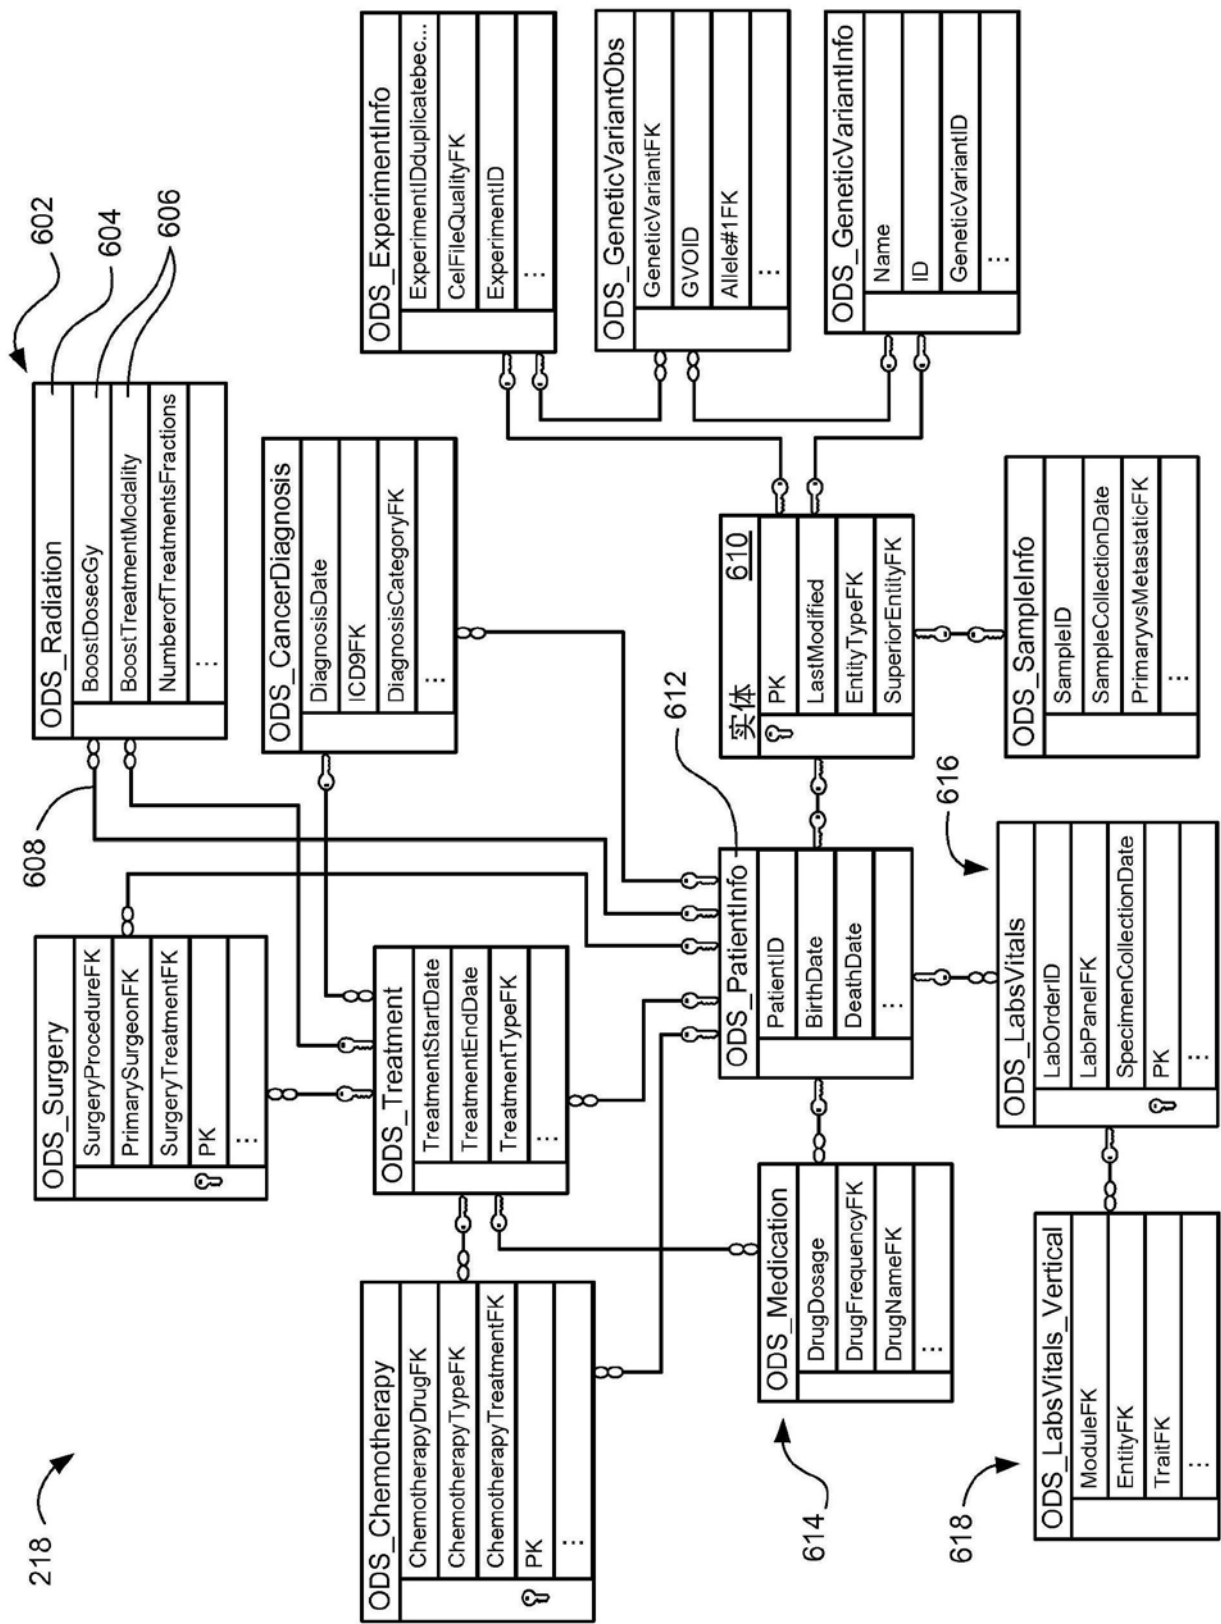 218
ODS_Surgery
SurgeryProcedureFK
PrimarySurgeonFK
SurgeryTreatmentFK
PK
⋮
608
ODS_Radiation
BoostDosecGy
BoostTreatmentModality
NumberofTreatmentsFractions
⋮
602
604
606
ODS_Chemotherapy
ChemotherapyDrugFK
ChemotherapyTypeFK
ChemotherapyTreatmentFK
PK
⋮
ODS_Treatment
TreatmentStartDate
TreatmentEndDate
TreatmentTypeFK
⋮
ODS_CancerDiagnosis
DiagnosisDate
ICD9FK
DiagnosisCategoryFK
⋮
ODS_ExperimentInfo
ExperimentIDduplicatebec...
CelFileQualityFK
ExperimentID
⋮
ODS_GeneticVariantObs
GeneticVariantFK
GVOID
Allele#1FK
⋮
614
ODS_Medication
DrugDosage
DrugFrequencyFK
DrugNameFK
⋮
ODS_PatientInfo
PatientID
BirthDate
DeathDate
⋮
612
实体 610
PK
LastModified
EntityTypeFK
SuperiorEntityFK
ODS_GeneticVariantInfo
Name
ID
GeneticVariantID
⋮
618
ODS_LabsVitals_Vertical
ModuleFK
EntityFK
TraitFK
⋮
ODS_LabsVitals
LabOrderID
LabPanelFK
SpecimenCollectionDate
PK
⋮
616
ODS_SampleInfo
SampleID
SampleCollectionDate
PrimaryvsMetastaticFK
⋮